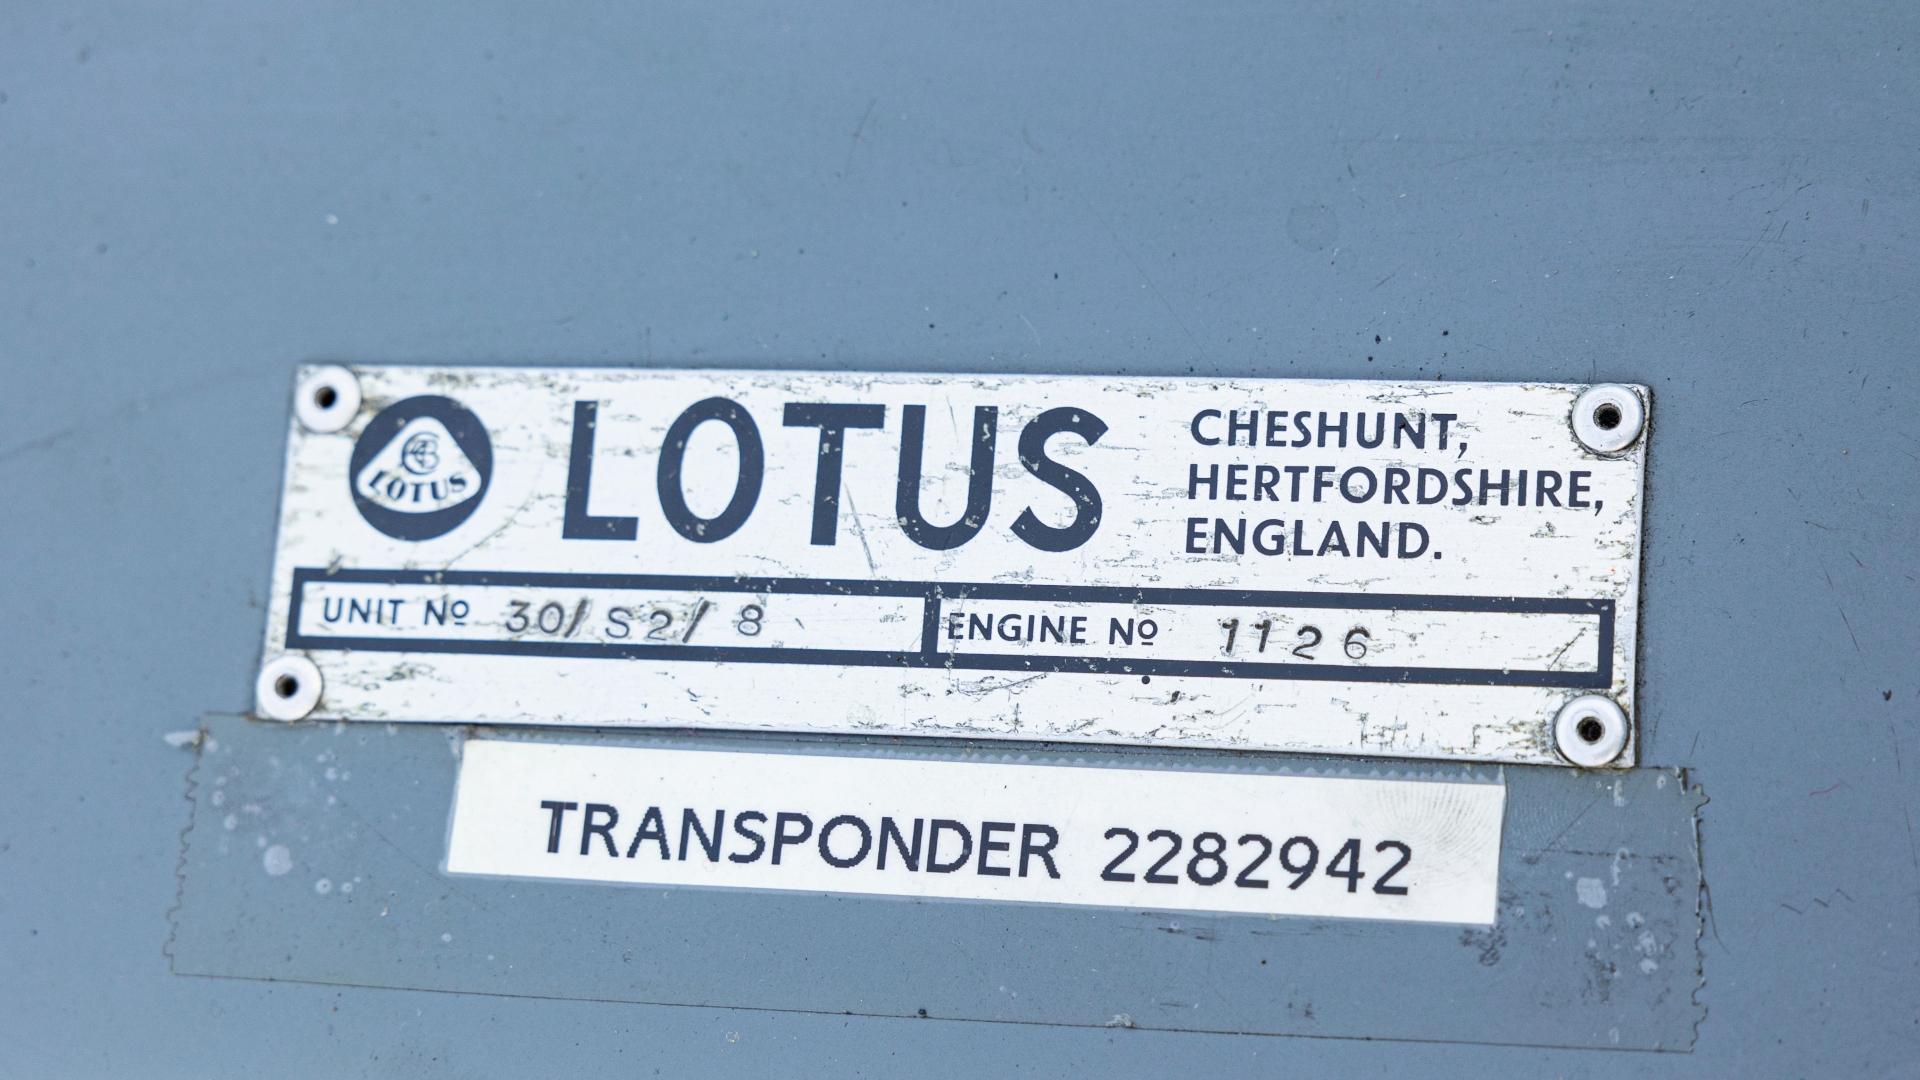 LOTUS
LOTUS
CHESHUNT,
HERTFORDSHIRE,
ENGLAND.
UNIT Nº 30/ S2/ 8
ENGINE Nº 1126
TRANSPONDER 2282942